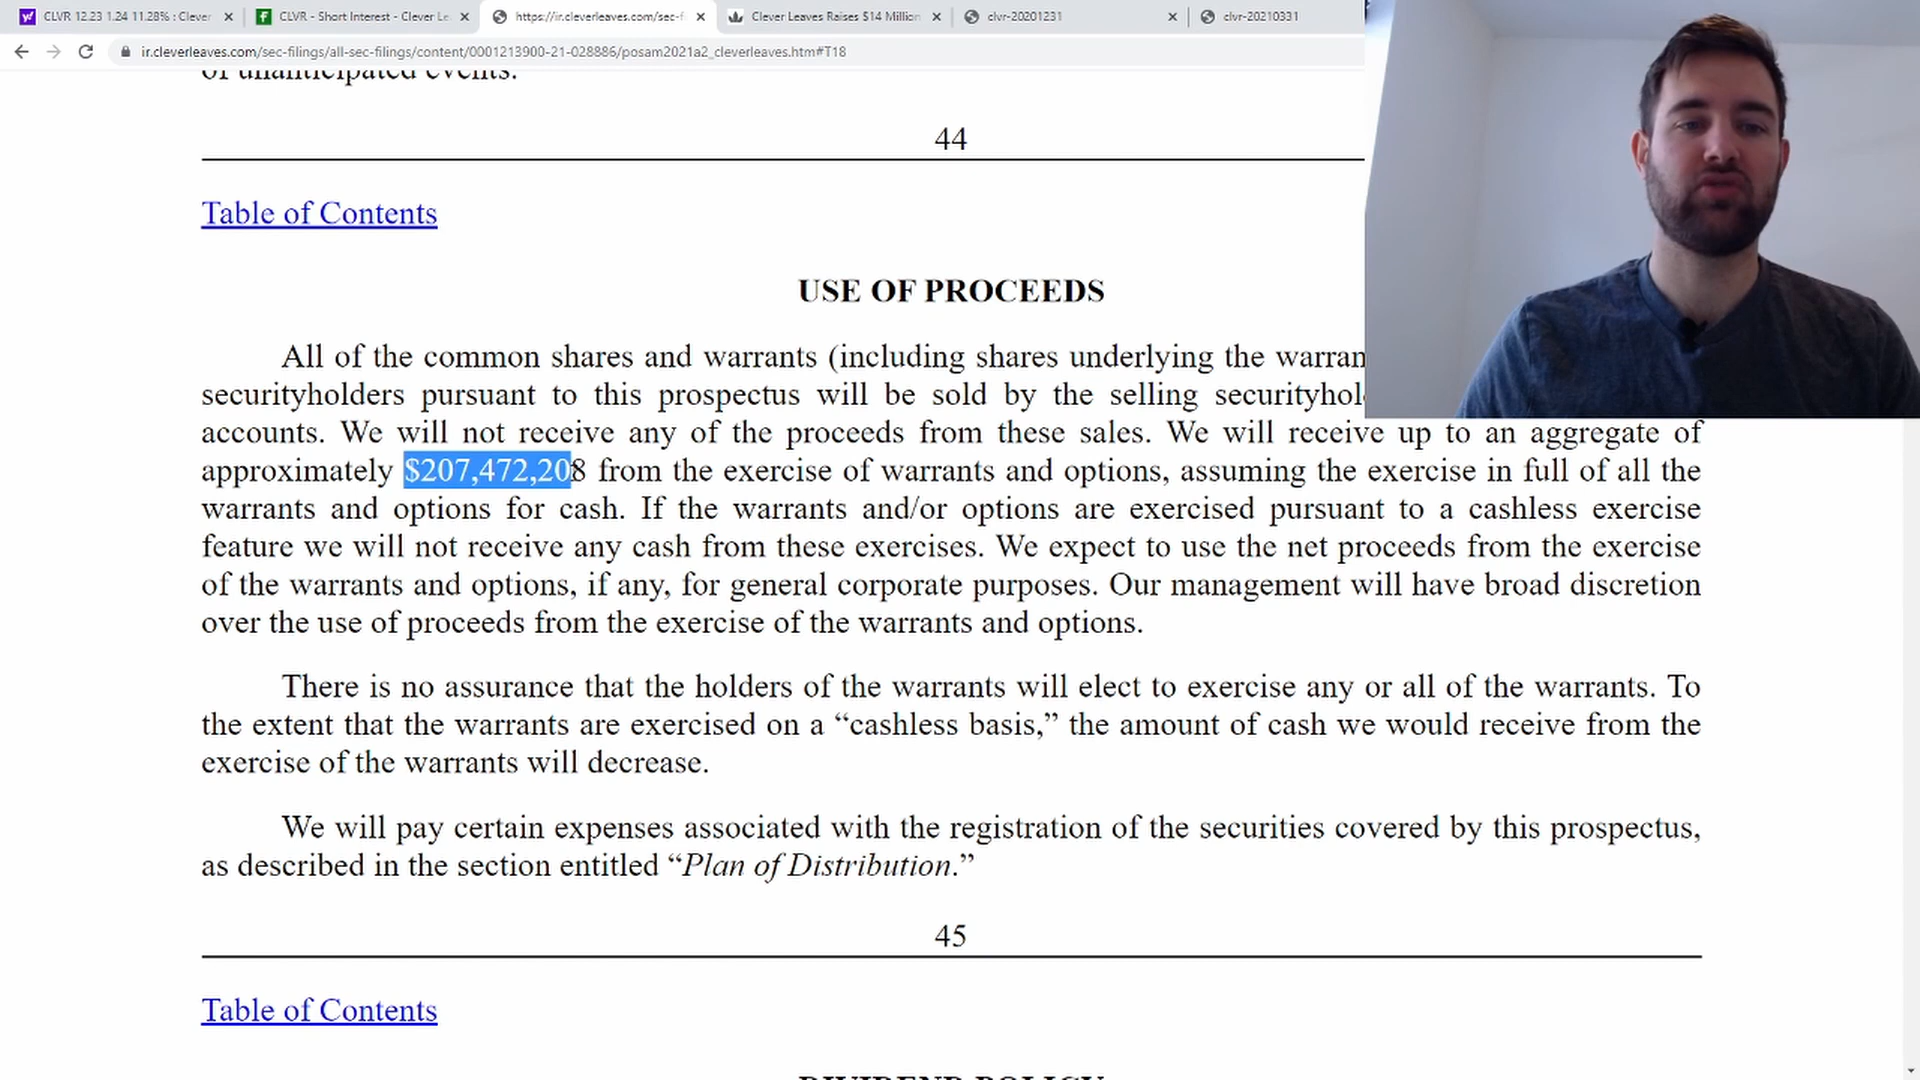 CLVR 12.23 1.24 11.28% : Clever
CLVR - Short Interest - Clever Le
https://ir.cleverleaves.com/sec-f
Clever Leaves Raises $14 Million
clvr-20201231
clvr-20210331
ir.cleverleaves.com/sec-filings/all-sec-filings/content/0001213900-21-028886/posam2021a2_cleverleaves.htm#T18
of unanticipated events.
44
Table of Contents
USE OF PROCEEDS
All of the common shares and warrants (including shares underlying the warran
securityholders pursuant to this prospectus will be sold by the selling securityhol
accounts. We will not receive any of the proceeds from these sales. We will receive up to an aggregate of
approximately $207,472,208 from the exercise of warrants and options, assuming the exercise in full of all the
warrants and options for cash. If the warrants and/or options are exercised pursuant to a cashless exercise
feature we will not receive any cash from these exercises. We expect to use the net proceeds from the exercise
of the warrants and options, if any, for general corporate purposes. Our management will have broad discretion
over the use of proceeds from the exercise of the warrants and options.
There is no assurance that the holders of the warrants will elect to exercise any or all of the warrants. To
the extent that the warrants are exercised on a “cashless basis,” the amount of cash we would receive from the
exercise of the warrants will decrease.
We will pay certain expenses associated with the registration of the securities covered by this prospectus,
as described in the section entitled “Plan of Distribution.”
45
Table of Contents
DIVIDEND POLICY